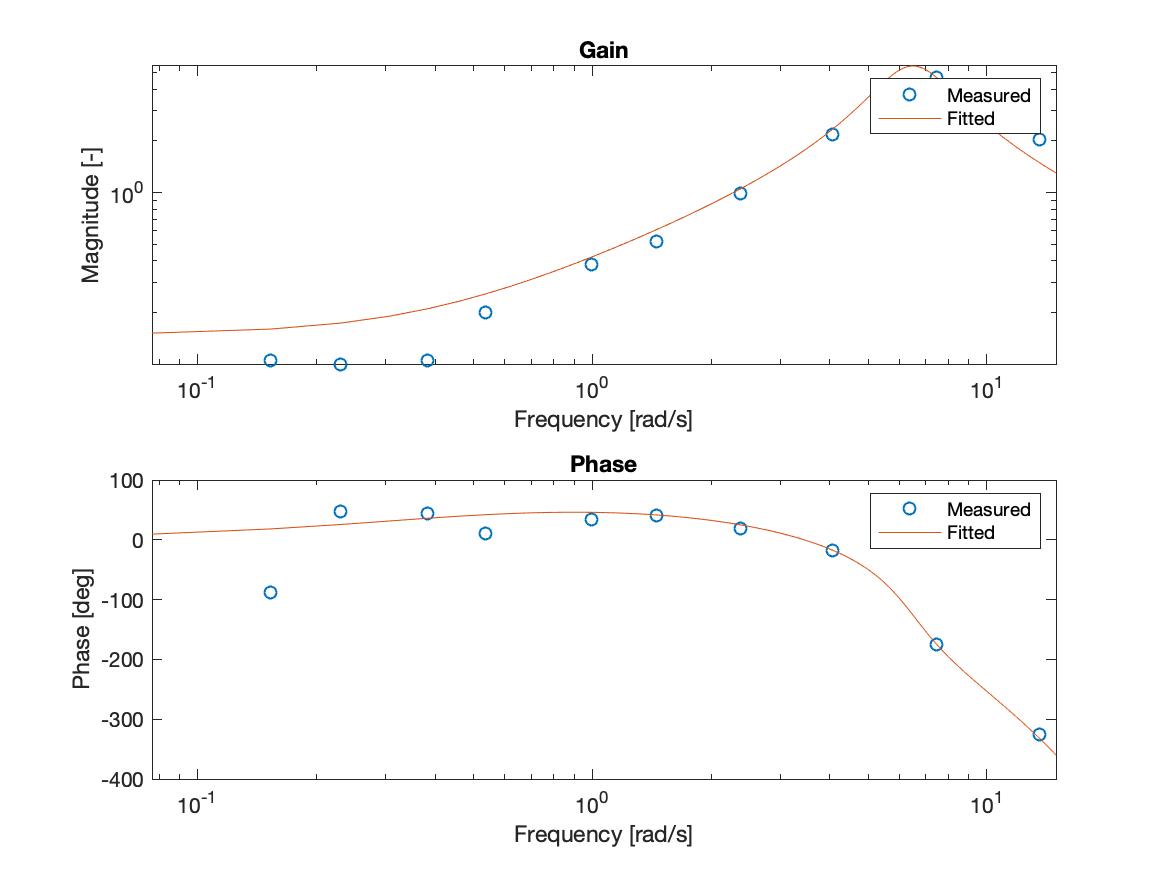 Gain
Magnitude [-]
10^0
Measured
Fitted
10^-1
10^0
10^1
Frequency [rad/s]
Phase
Phase [deg]
100
0
-100
-200
-300
-400
Measured
Fitted
10^-1
10^0
10^1
Frequency [rad/s]